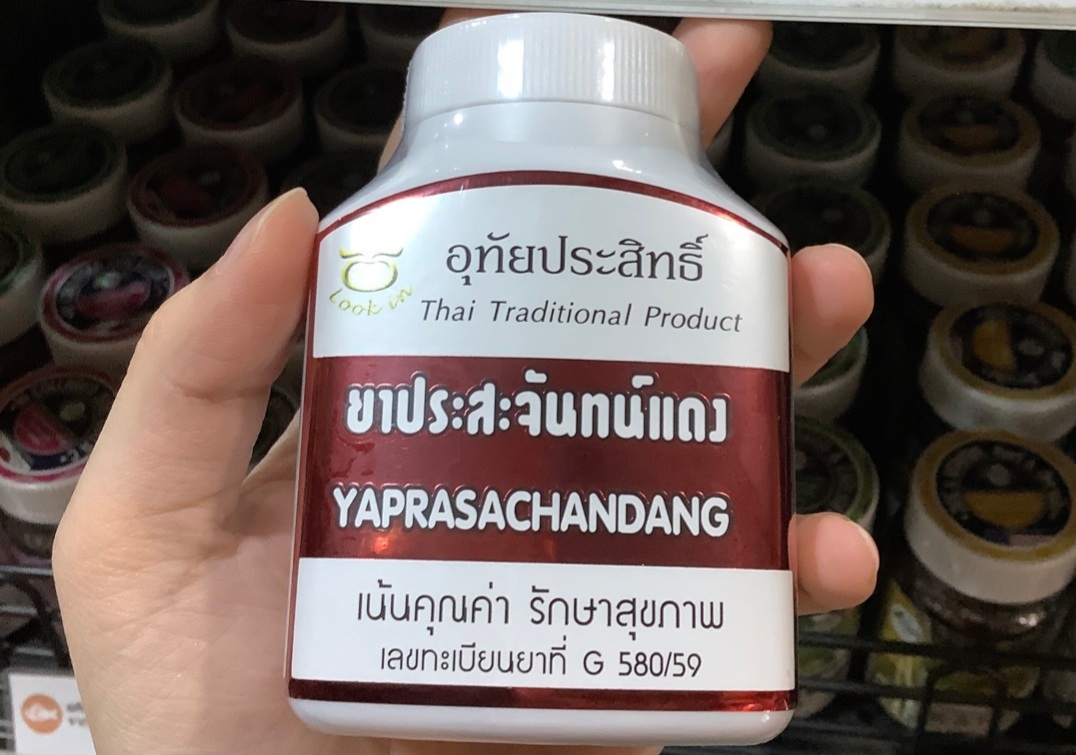 อุทัยประสิทธิ์
Look in
Thai Traditional Product
ยาประสะจันทน์แดง
YAPRASACHANDANG
เน้นคุณค่า รักษาสุขภาพ
เลขทะเบียนยาที่ G 580/59